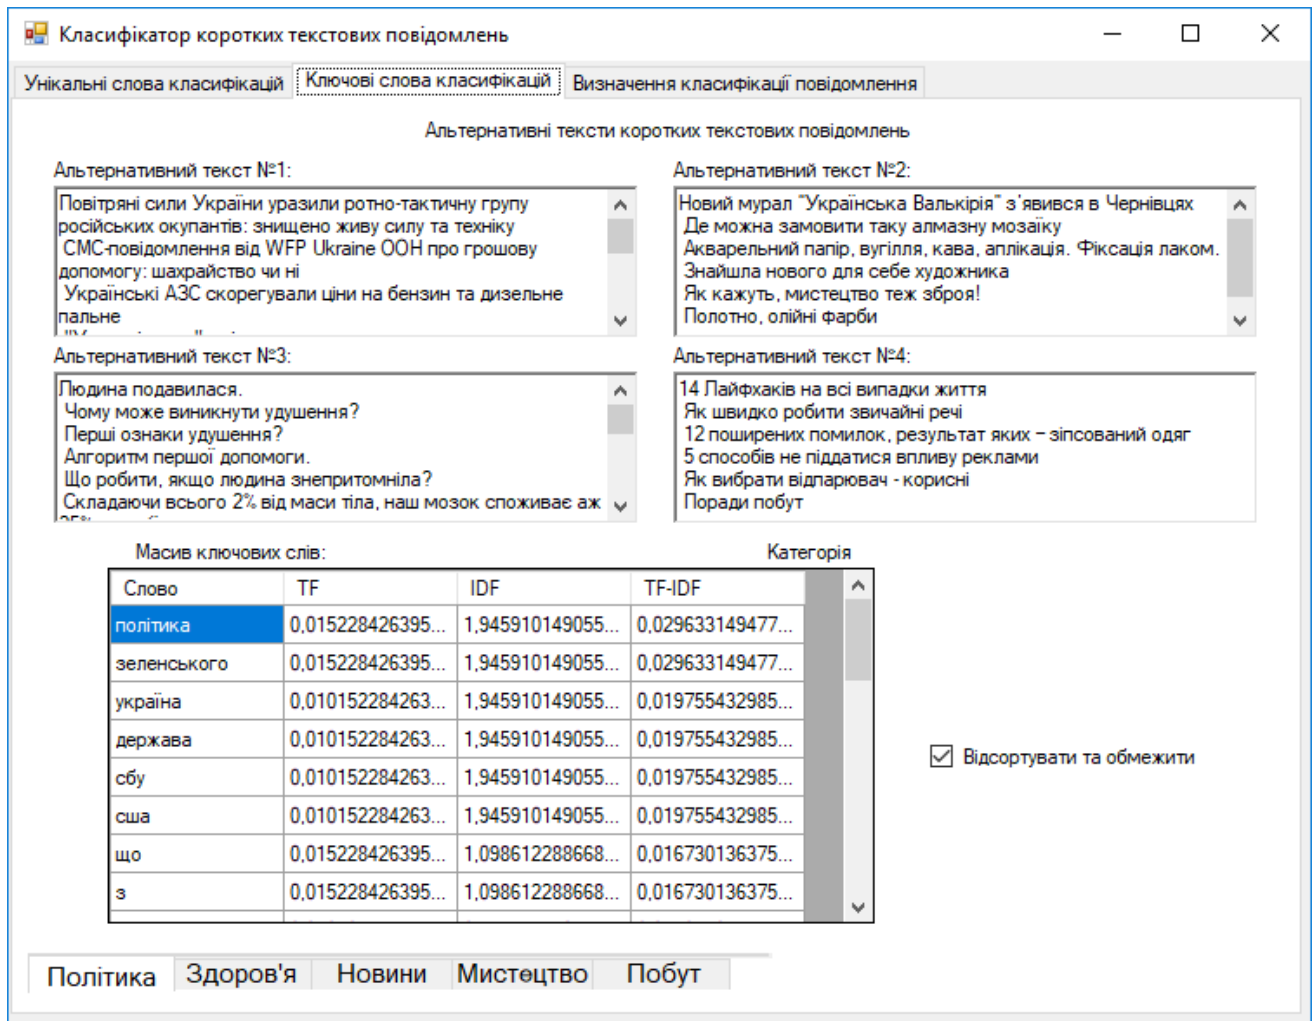 Класифікатор коротких текстових повідомлень
Унікальні слова класифікацій Ключові слова класифікацій Визначення класифікації повідомлення
Альтернативні тексти коротких текстових повідомлень
Альтернативний текст №1:
Повітряні сили України уразили ротно-тактичну групу
російських окупантів: знищено живу силу та техніку
СМС-повідомлення від WFP Ukraine ООН про грошову
допомогу: шахрайство чи ні
Українські АЗС скорегували ціни на бензин та дизельне
пальне
Альтернативний текст №2:
Новий мурал "Українська Валькірія" з'явився в Чернівцях
Де можна замовити таку алмазну мозаїку
Акварельний папір, вугілля, кава, аплікація. Фіксація лаком.
Знайшла нового для себе художника
Як кажуть, мистецтво теж зброя!
Полотно, олійні фарби
Альтернативний текст №3:
Людина подавилася.
Чому може виникнути удушення?
Перші ознаки удушення?
Алгоритм першої допомоги.
Що робити, якщо людина знепритомніла?
Складаючи всього 2% від маси тіла, наш мозок споживає аж
Альтернативний текст №4:
14 Лайфхаків на всі випадки життя
Як швидко робити звичайні речі
12 поширених помилок, результат яких – зіпсований одяг
5 способів не піддатися впливу реклами
Як вибрати відпарювач - корисні
Поради побут
Масив ключових слів: Категорія
Слово TF IDF TF-IDF
політика 0,015228426395... 1,945910149055... 0,029633149477...
зеленського 0,015228426395... 1,945910149055... 0,029633149477...
україна 0,010152284263... 1,945910149055... 0,019755432985...
держава 0,010152284263... 1,945910149055... 0,019755432985...
сбу 0,010152284263... 1,945910149055... 0,019755432985...
сша 0,010152284263... 1,945910149055... 0,019755432985...
що 0,015228426395... 1,098612288668... 0,016730136375...
з 0,015228426395... 1,098612288668... 0,016730136375...
Відсортувати та обмежити
Політика Здоров'я Новини Мистецтво Побут